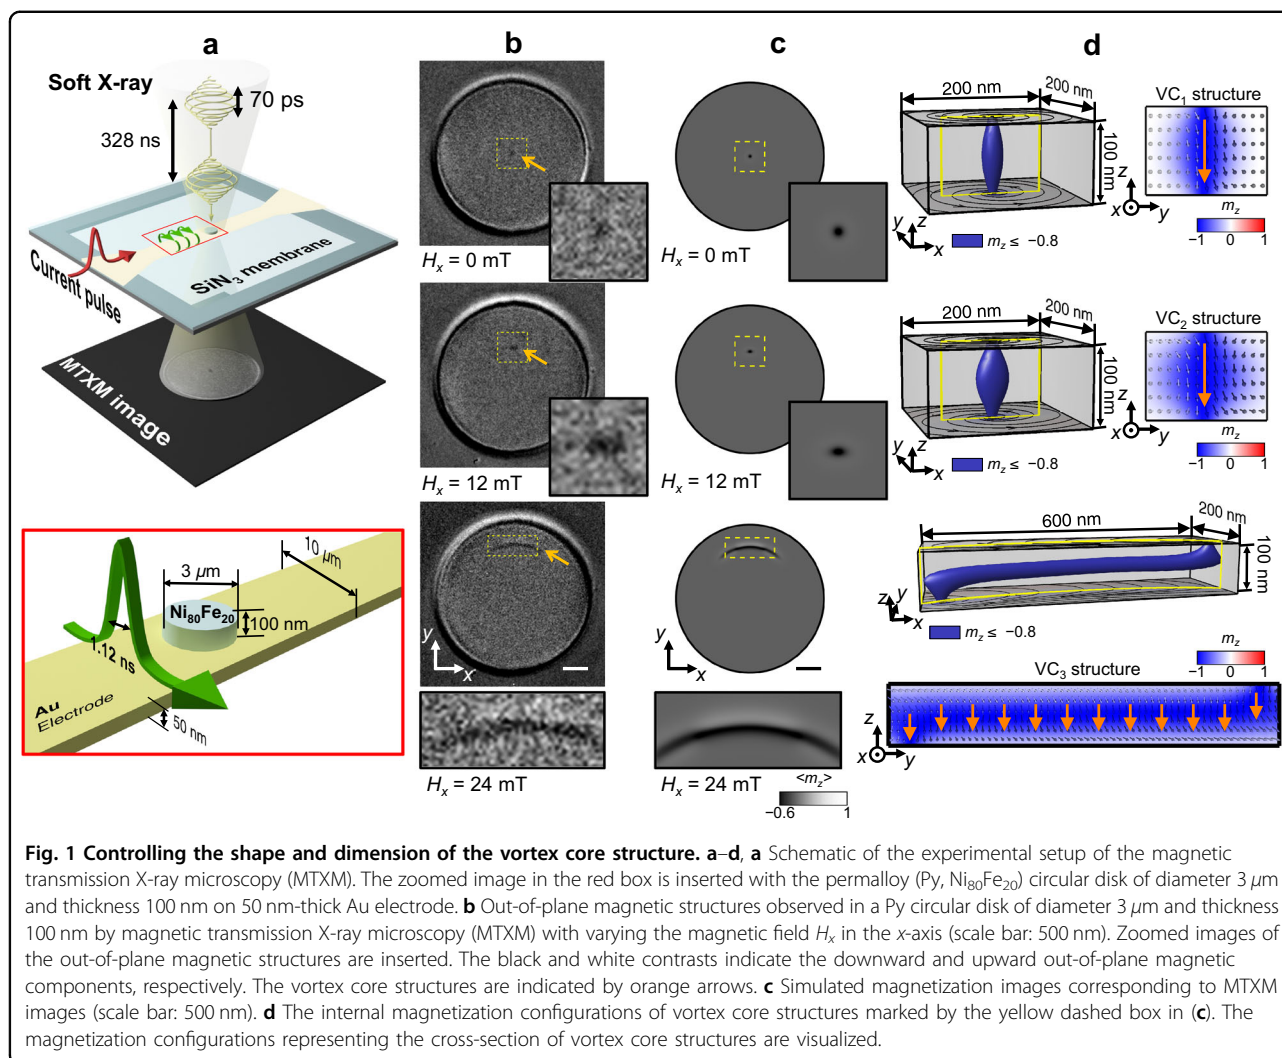 a
Soft X-ray
70 ps
328 ns
Current pulse
SiN3 membrane
MTXM image
3 µm
10 µm
Ni80Fe20
100 nm
1.12 ns
Au
Electrode
50 nm
b
Hx = 0 mT
Hx = 12 mT
y
x
Hx = 24 mT
c
Hx = 0 mT
Hx = 12 mT
y
x
Hx = 24 mT
<mz>
−0.6 1
d
200 nm
200 nm
100 nm
y z
x
mz ≤ −0.8
VC1 structure
z
x y
mz
−1 0 1
200 nm
200 nm
100 nm
y z
x
mz ≤ −0.8
VC2 structure
z
x y
mz
−1 0 1
600 nm
200 nm
100 nm
z y
x
mz ≤ −0.8
mz
−1 0 1
VC3 structure
z
x y
Fig. 1 Controlling the shape and dimension of the vortex core structure. a–d, a Schematic of the experimental setup of the magnetic
transmission X-ray microscopy (MTXM). The zoomed image in the red box is inserted with the permalloy (Py, Ni80Fe20) circular disk of diameter 3 µm
and thickness 100 nm on 50 nm-thick Au electrode. b Out-of-plane magnetic structures observed in a Py circular disk of diameter 3 µm and thickness
100 nm by magnetic transmission X-ray microscopy (MTXM) with varying the magnetic field Hx in the x-axis (scale bar: 500 nm). Zoomed images of
the out-of-plane magnetic structures are inserted. The black and white contrasts indicate the downward and upward out-of-plane magnetic
components, respectively. The vortex core structures are indicated by orange arrows. c Simulated magnetization images corresponding to MTXM
images (scale bar: 500 nm). d The internal magnetization configurations of vortex core structures marked by the yellow dashed box in (c). The
magnetization configurations representing the cross-section of vortex core structures are visualized.